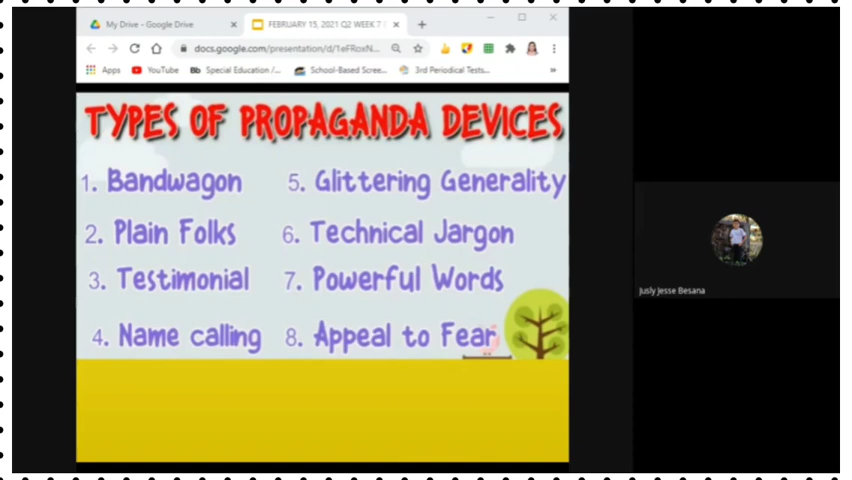 My Drive - Google Drive
FEBRUARY 15, 2021 Q2 WEEK 7
docs.google.com/presentation/d/1eFRoxN...
Apps YouTube Bb Special Education /... School-Based Scree... 3rd Periodical Tests...
TYPES OF PROPAGANDA DEVICES
1. Bandwagon
2. Plain Folks
3. Testimonial
4. Name calling
5. Glittering Generality
6. Technical Jargon
7. Powerful Words
8. Appeal to Fear
Jusly Jesse Besana